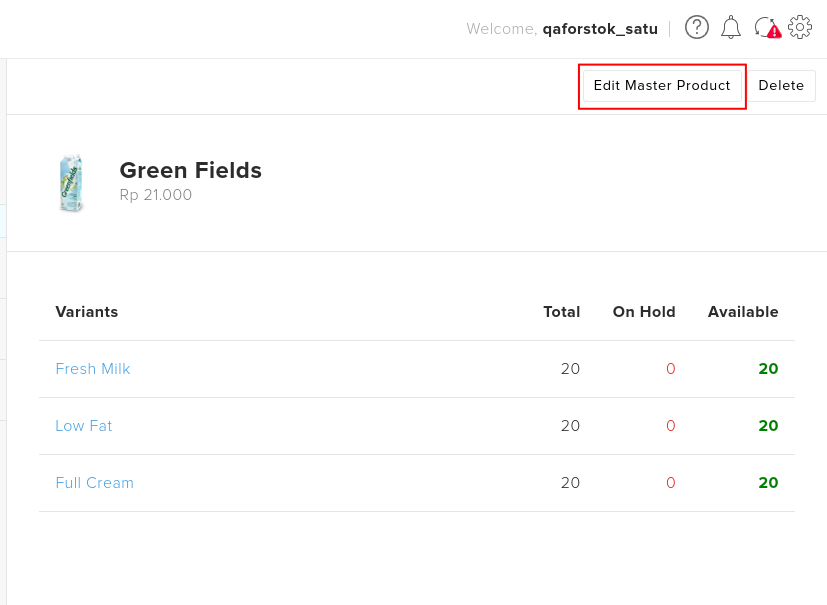 Welcome, qaforstok_satu
Edit Master Product Delete
Green Fields
Rp 21.000
Variants Total On Hold Available
Fresh Milk 20 0 20
Low Fat 20 0 20
Full Cream 20 0 20